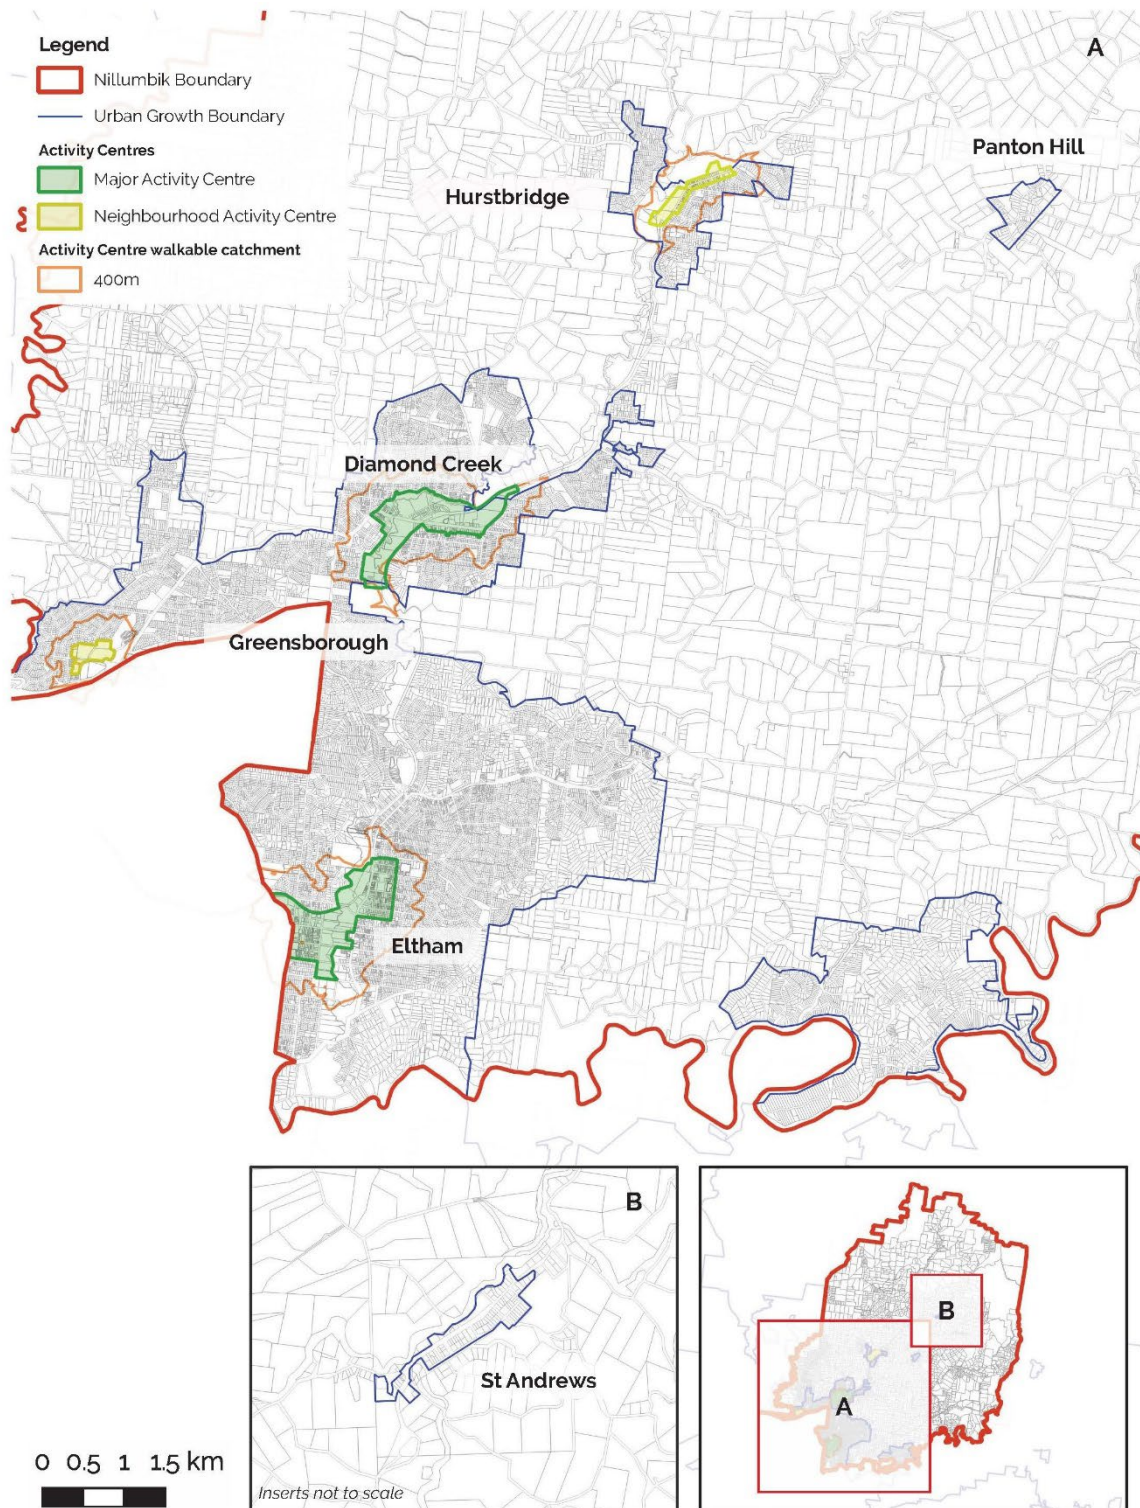 Legend
A
Nillumbik Boundary
Urban Growth Boundary
Activity Centres
Major Activity Centre
Neighbourhood Activity Centre
Activity Centre walkable catchment
400m
Panton Hill
Hurstbridge
Diamond Creek
Greensborough
Eltham
B
St Andrews
Inserts not to scale
B
A
0 0.5 1 1.5 km